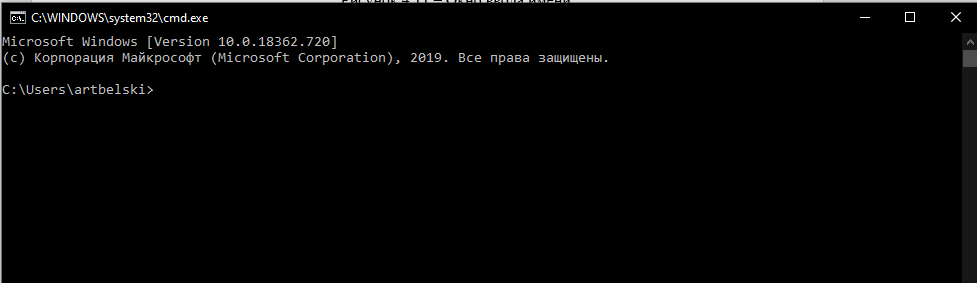 C:\WINDOWS\system32\cmd.exe
Microsoft Windows [Version 10.0.18362.720]
(c) Корпорация Майкрософт (Microsoft Corporation), 2019. Все права защищены.
C:\Users\artbelski>